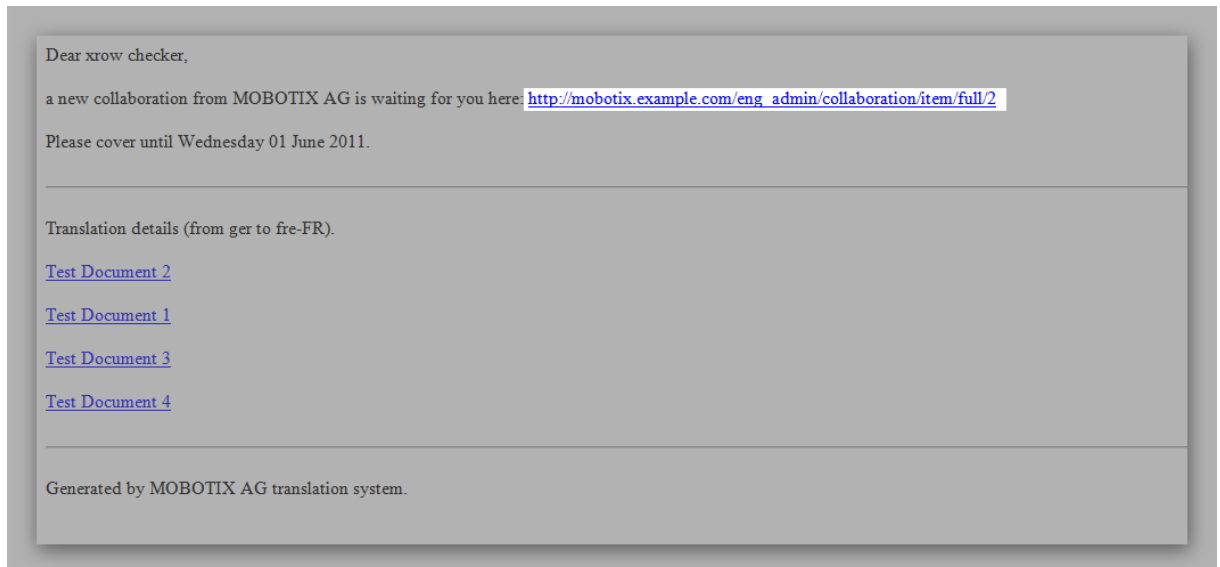 Dear xrow checker,
a new collaboration from MOBOTIX AG is waiting for you here: http://mobotix.example.com/eng_admin/collaboration/item/full/2
Please cover until Wednesday 01 June 2011.
Translation details (from ger to fre-FR).
Test Document 2
Test Document 1
Test Document 3
Test Document 4
Generated by MOBOTIX AG translation system.